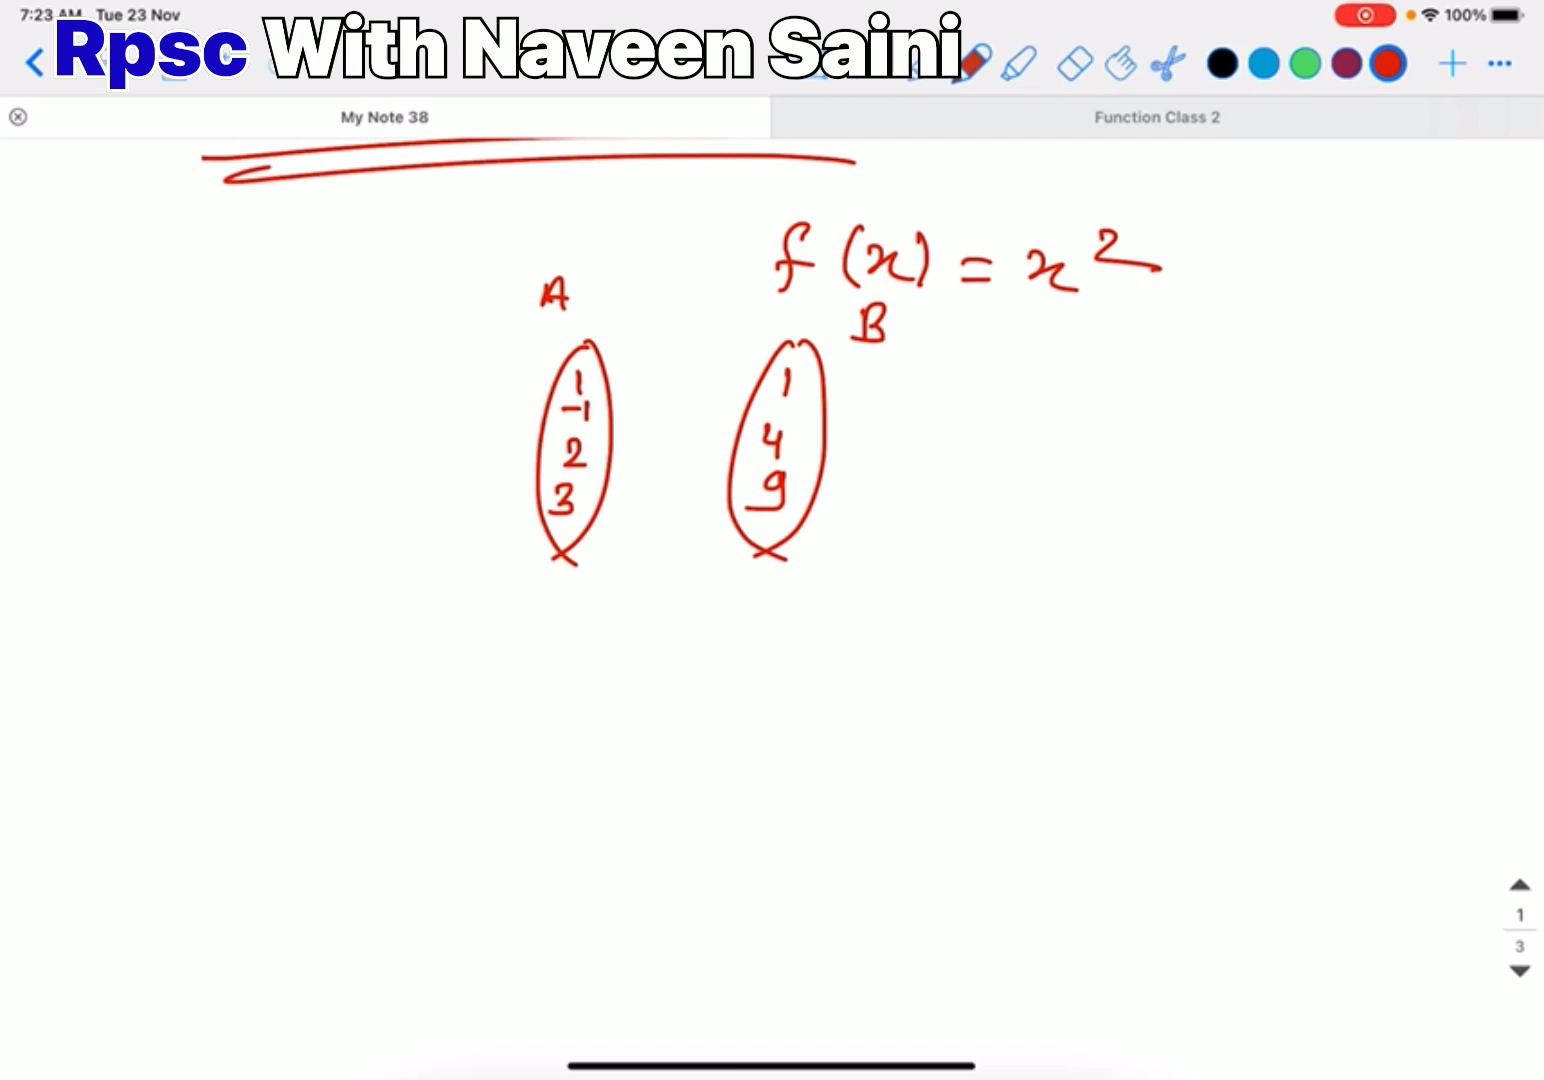 7:23 AM Tue 23 Nov
100%
Rpsc With Naveen Saini
My Note 38
Function Class 2
f(x) = x²
A
B
1
-1
2
3
1
4
9
1
3